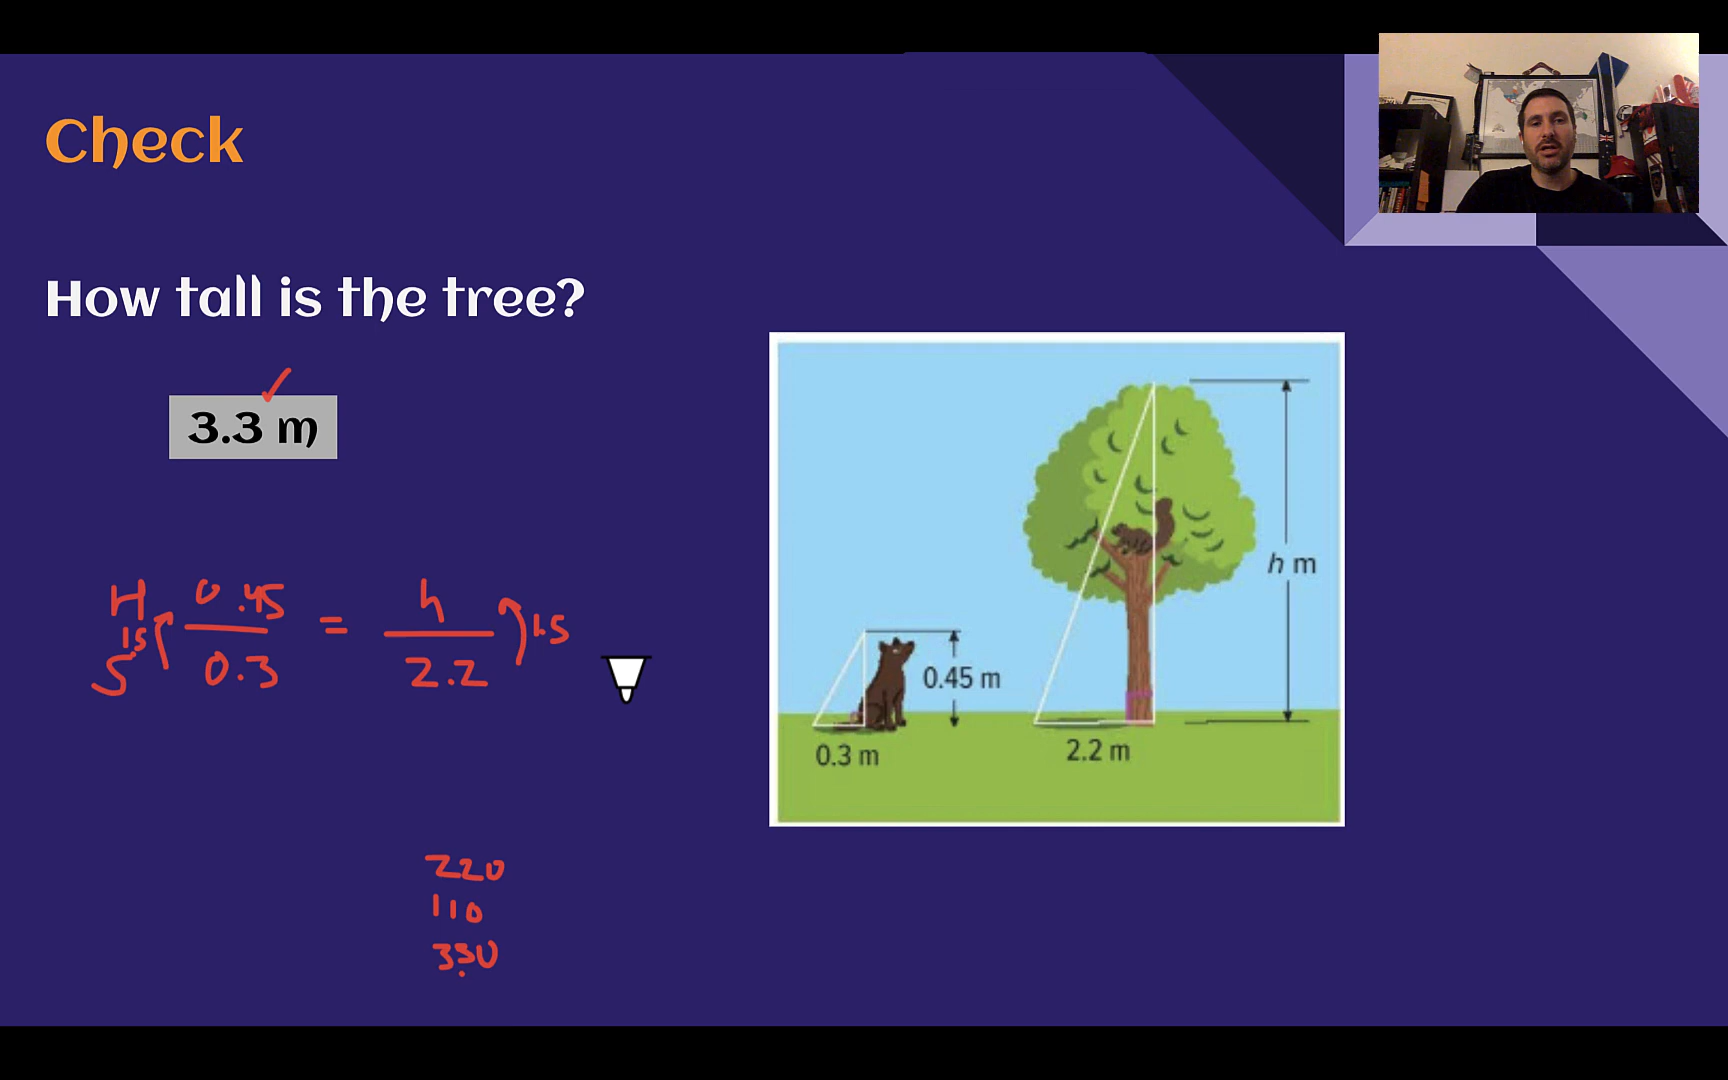 Check
How tall is the tree?
✓
3.3 m
H 0.45 = h
1.5 1.5
S 0.3 2.2
220
110
330
h m
0.45 m
0.3 m
2.2 m